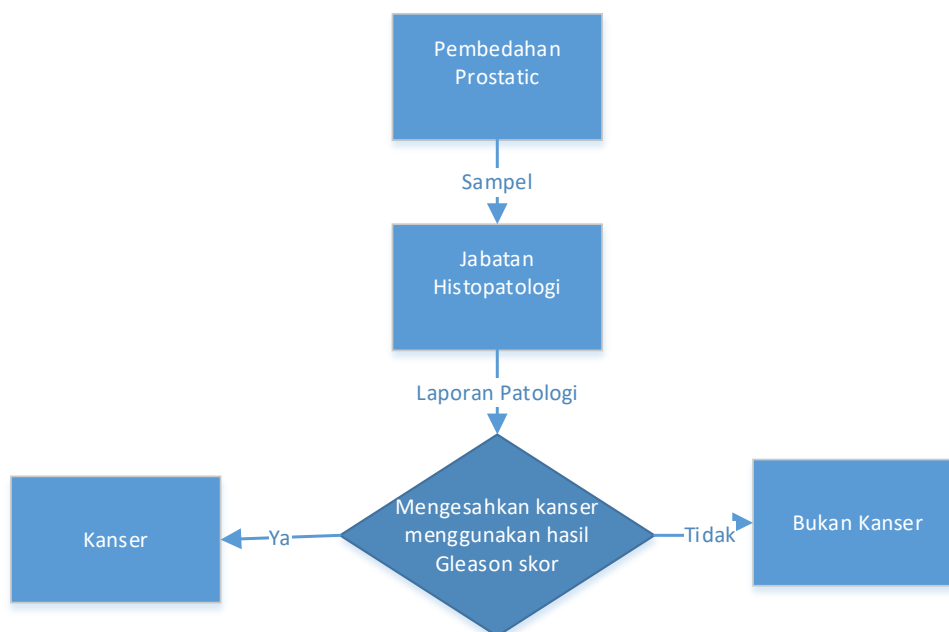 Pembedahan
Prostatic
Sampel
Jabatan
Histopatologi
Laporan Patologi
Mengesahkan kanser
menggunakan hasil
Gleason skor
Kanser
Ya
Tidak
Bukan Kanser